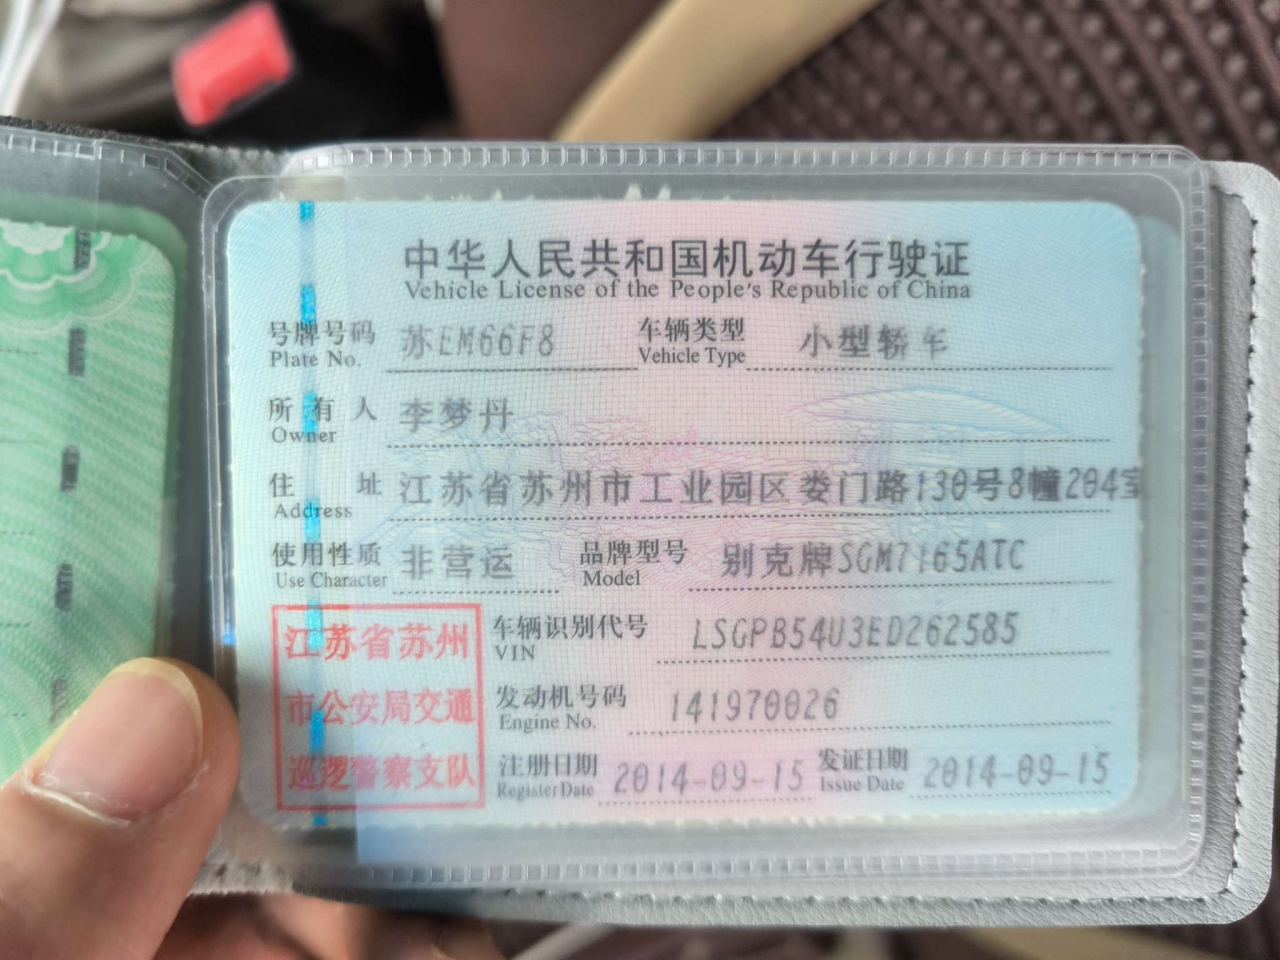 中华人民共和国机动车行驶证
Vehicle License of the People's Republic of China
号牌号码 苏EM66F8 车辆类型 小型轿车
Plate No. Vehicle Type
所有人 李梦丹
Owner
住址 江苏省苏州市工业园区娄门路130号8幢204室
Address
使用性质 非营运 品牌型号 别克牌SGM7165ATC
Use Character Model
江苏省苏州
市公安局交通
巡逻警察支队
车辆识别代号 LSGPB54U3ED262585
VIN
发动机号码 141970026
Engine No.
注册日期 2014-09-15 发证日期 2014-09-15
Register Date Issue Date